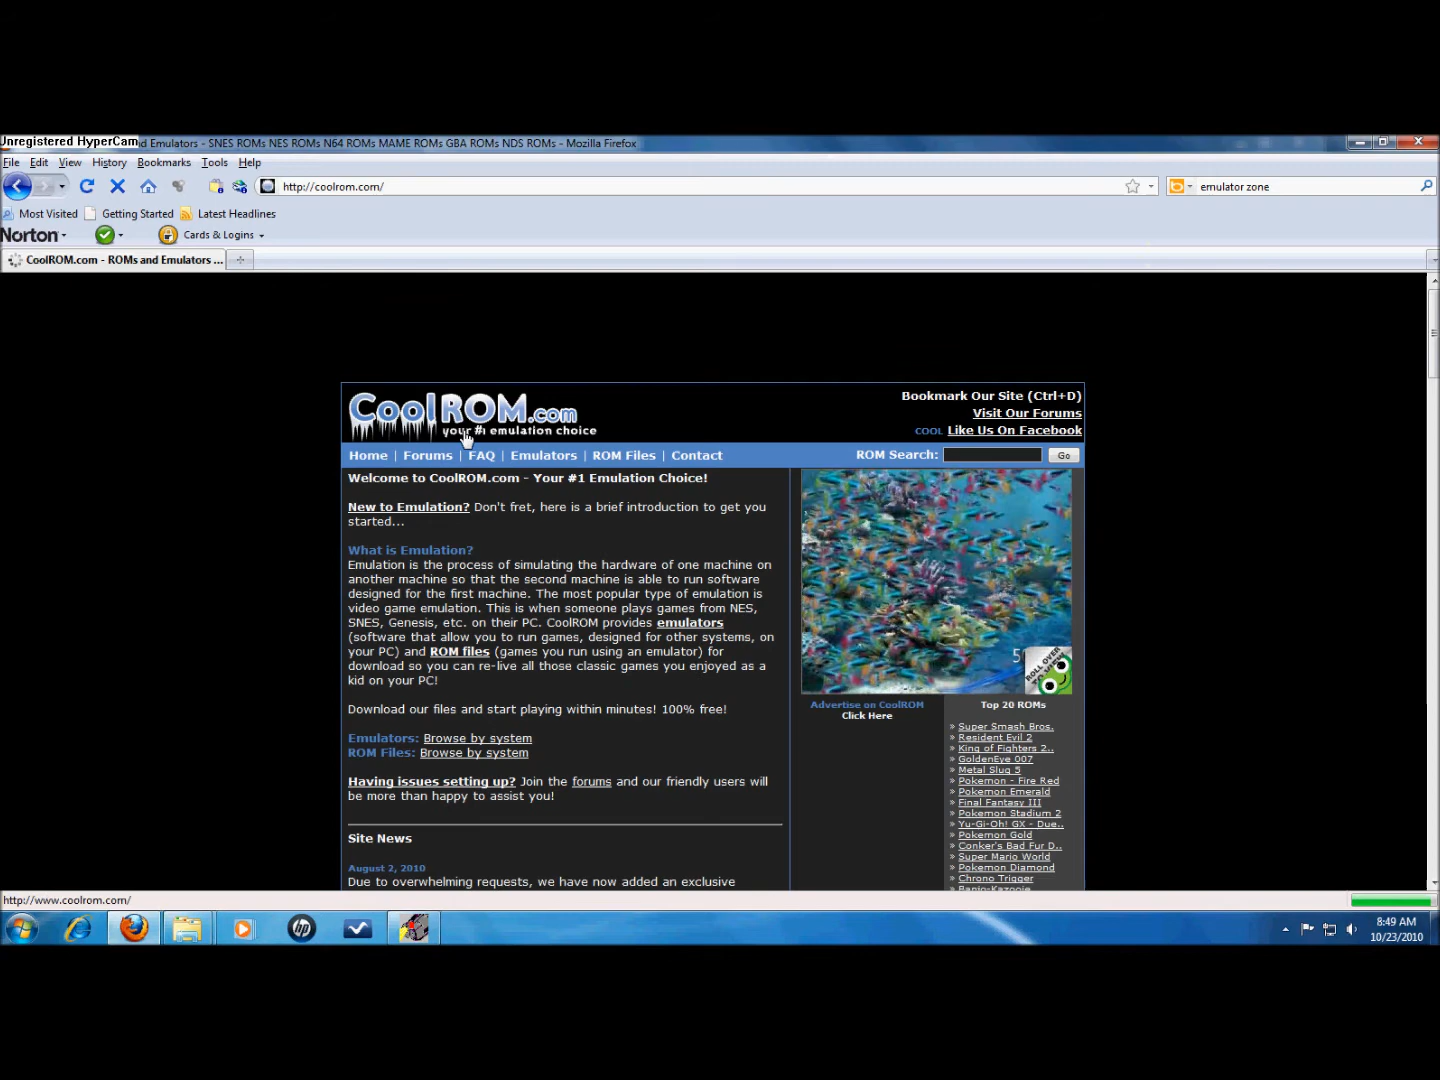 Unregistered HyperCam
d Emulators - SNES ROMs NES ROMs N64 ROMs MAME ROMs GBA ROMs NDS ROMs - Mozilla Firefox
File Edit View History Bookmarks Tools Help
http://coolrom.com/
emulator zone
Most Visited Getting Started Latest Headlines
Norton Cards & Logins
CoolROM.com - ROMs and Emulators ...
CoolROM.com
your #1 emulation choice
Bookmark Our Site (Ctrl+D)
Visit Our Forums
COOL Like Us On Facebook
Home | Forums | FAQ | Emulators | ROM Files | Contact
ROM Search: Go
Welcome to CoolROM.com - Your #1 Emulation Choice!
New to Emulation? Don't fret, here is a brief introduction to get you
started...
What is Emulation?
Emulation is the process of simulating the hardware of one machine on
another machine so that the second machine is able to run software
designed for the first machine. The most popular type of emulation is
video game emulation. This is when someone plays games from NES,
SNES, Genesis, etc. on their PC. CoolROM provides emulators
(software that allow you to run games, designed for other systems, on
your PC) and ROM files (games you run using an emulator) for
download so you can re-live all those classic games you enjoyed as a
kid on your PC!
Download our files and start playing within minutes! 100% free!
Emulators: Browse by system
ROM Files: Browse by system
Having issues setting up? Join the forums and our friendly users will
be more than happy to assist you!
Site News
August 2, 2010
Due to overwhelming requests, we have now added an exclusive
ROLL OVER
TO VIEW
Advertise on CoolROM
Click Here
Top 20 ROMs
» Super Smash Bros.
» Resident Evil 2
» King of Fighters 2..
» GoldenEye 007
» Metal Slug 5
» Pokemon - Fire Red
» Pokemon Emerald
» Final Fantasy III
» Pokemon Stadium 2
» Yu-Gi-Oh! GX - Due..
» Pokemon Gold
» Conker's Bad Fur D..
» Super Mario World
» Pokemon Diamond
» Chrono Trigger
» Banjo-Kazooie
http://www.coolrom.com/
hp
8:49 AM
10/23/2010